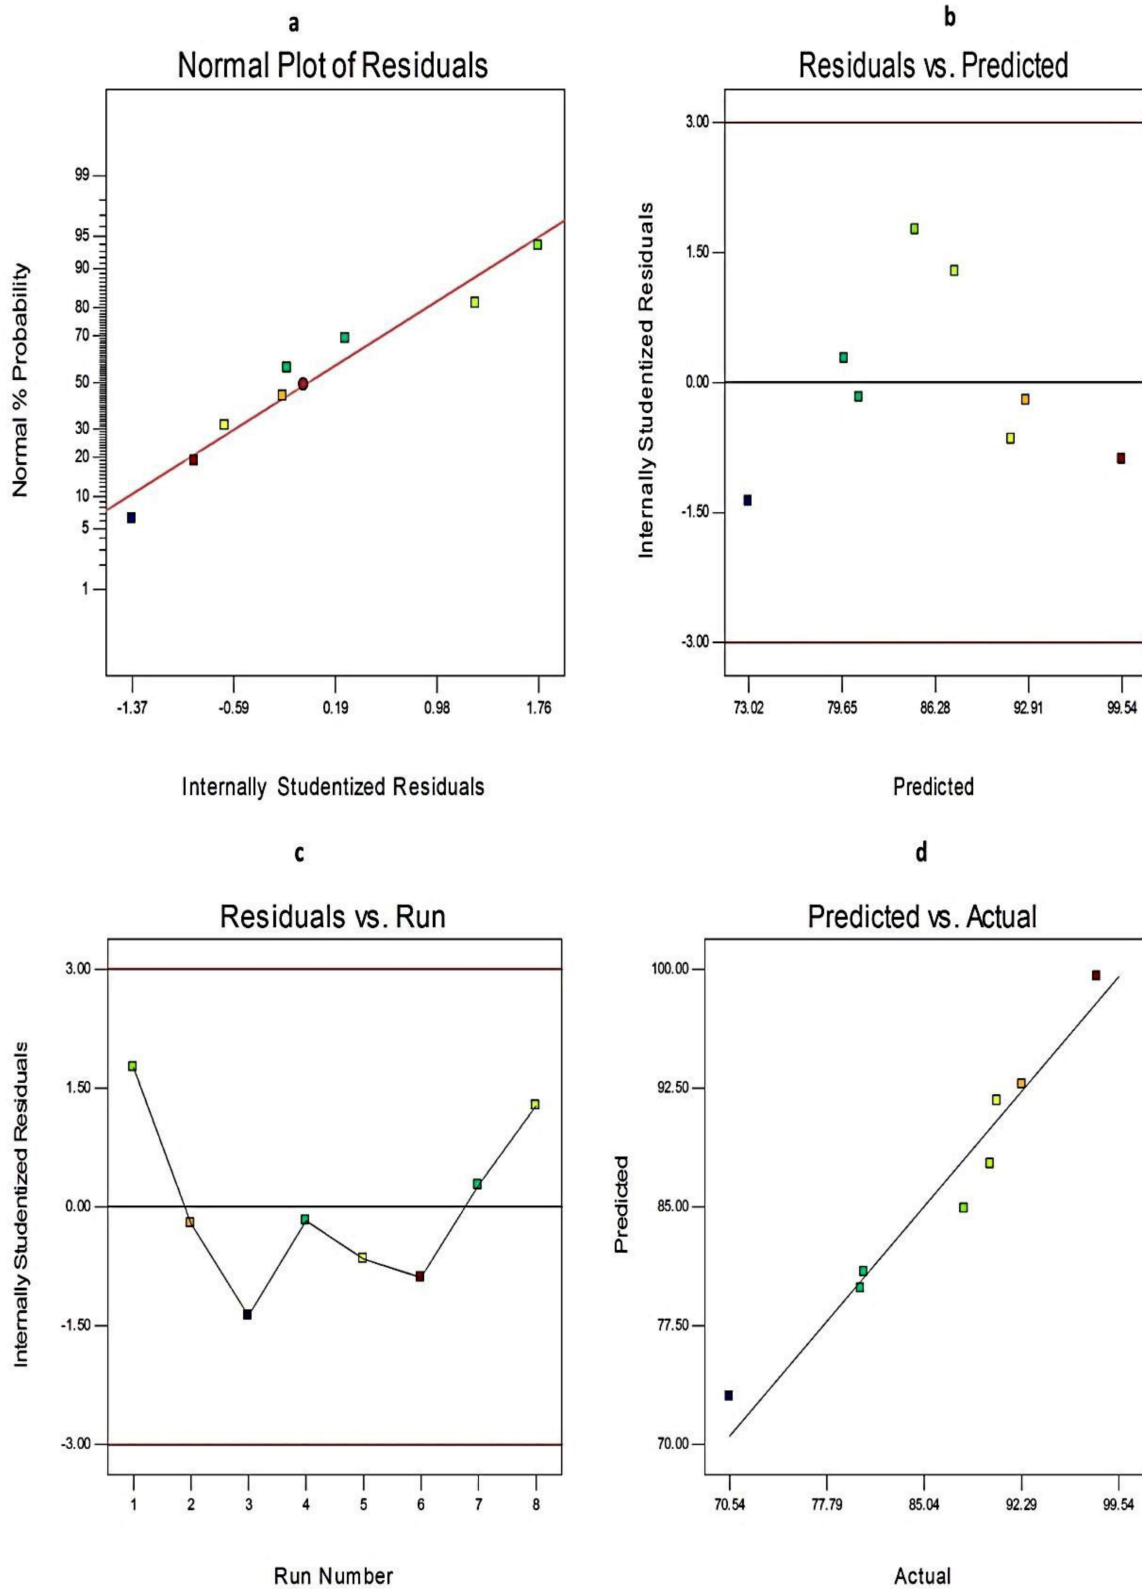 a
Normal Plot of Residuals
Normal % Probability
99
95
90
80
70
50
30
20
10
5
1
-1.37 -0.59 0.19 0.98 1.76
Internally Studentized Residuals
b
Residuals vs. Predicted
Internally Studentized Residuals
3.00
1.50
0.00
-1.50
-3.00
73.02 79.65 86.28 92.91 99.54
Predicted
c
Residuals vs. Run
Internally Studentized Residuals
3.00
1.50
0.00
-1.50
-3.00
1 2 3 4 5 6 7 8
Run Number
d
Predicted vs. Actual
Predicted
100.00
92.50
85.00
77.50
70.00
70.54 77.79 85.04 92.29 99.54
Actual